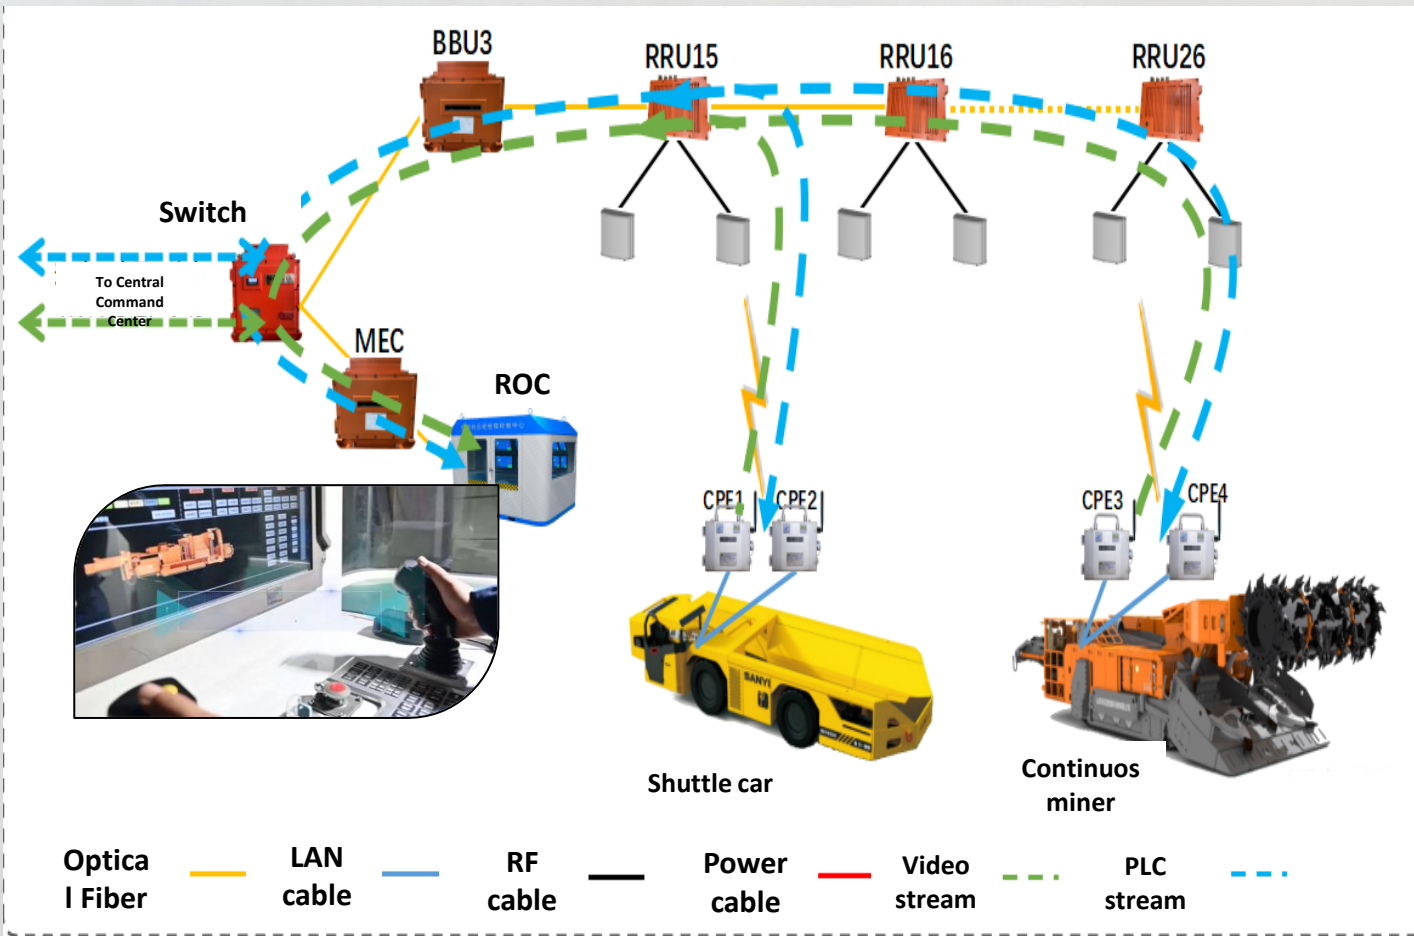 BBU3
RRU15
RRU16
RRU26
Switch
To Central
Command
Center
MEC
ROC
CPE1
CPE2
CPE3
CPE4
SANYI
Shuttle car
Continuos
miner
Optica
l Fiber
LAN
cable
RF
cable
Power
cable
Video
stream
PLC
stream